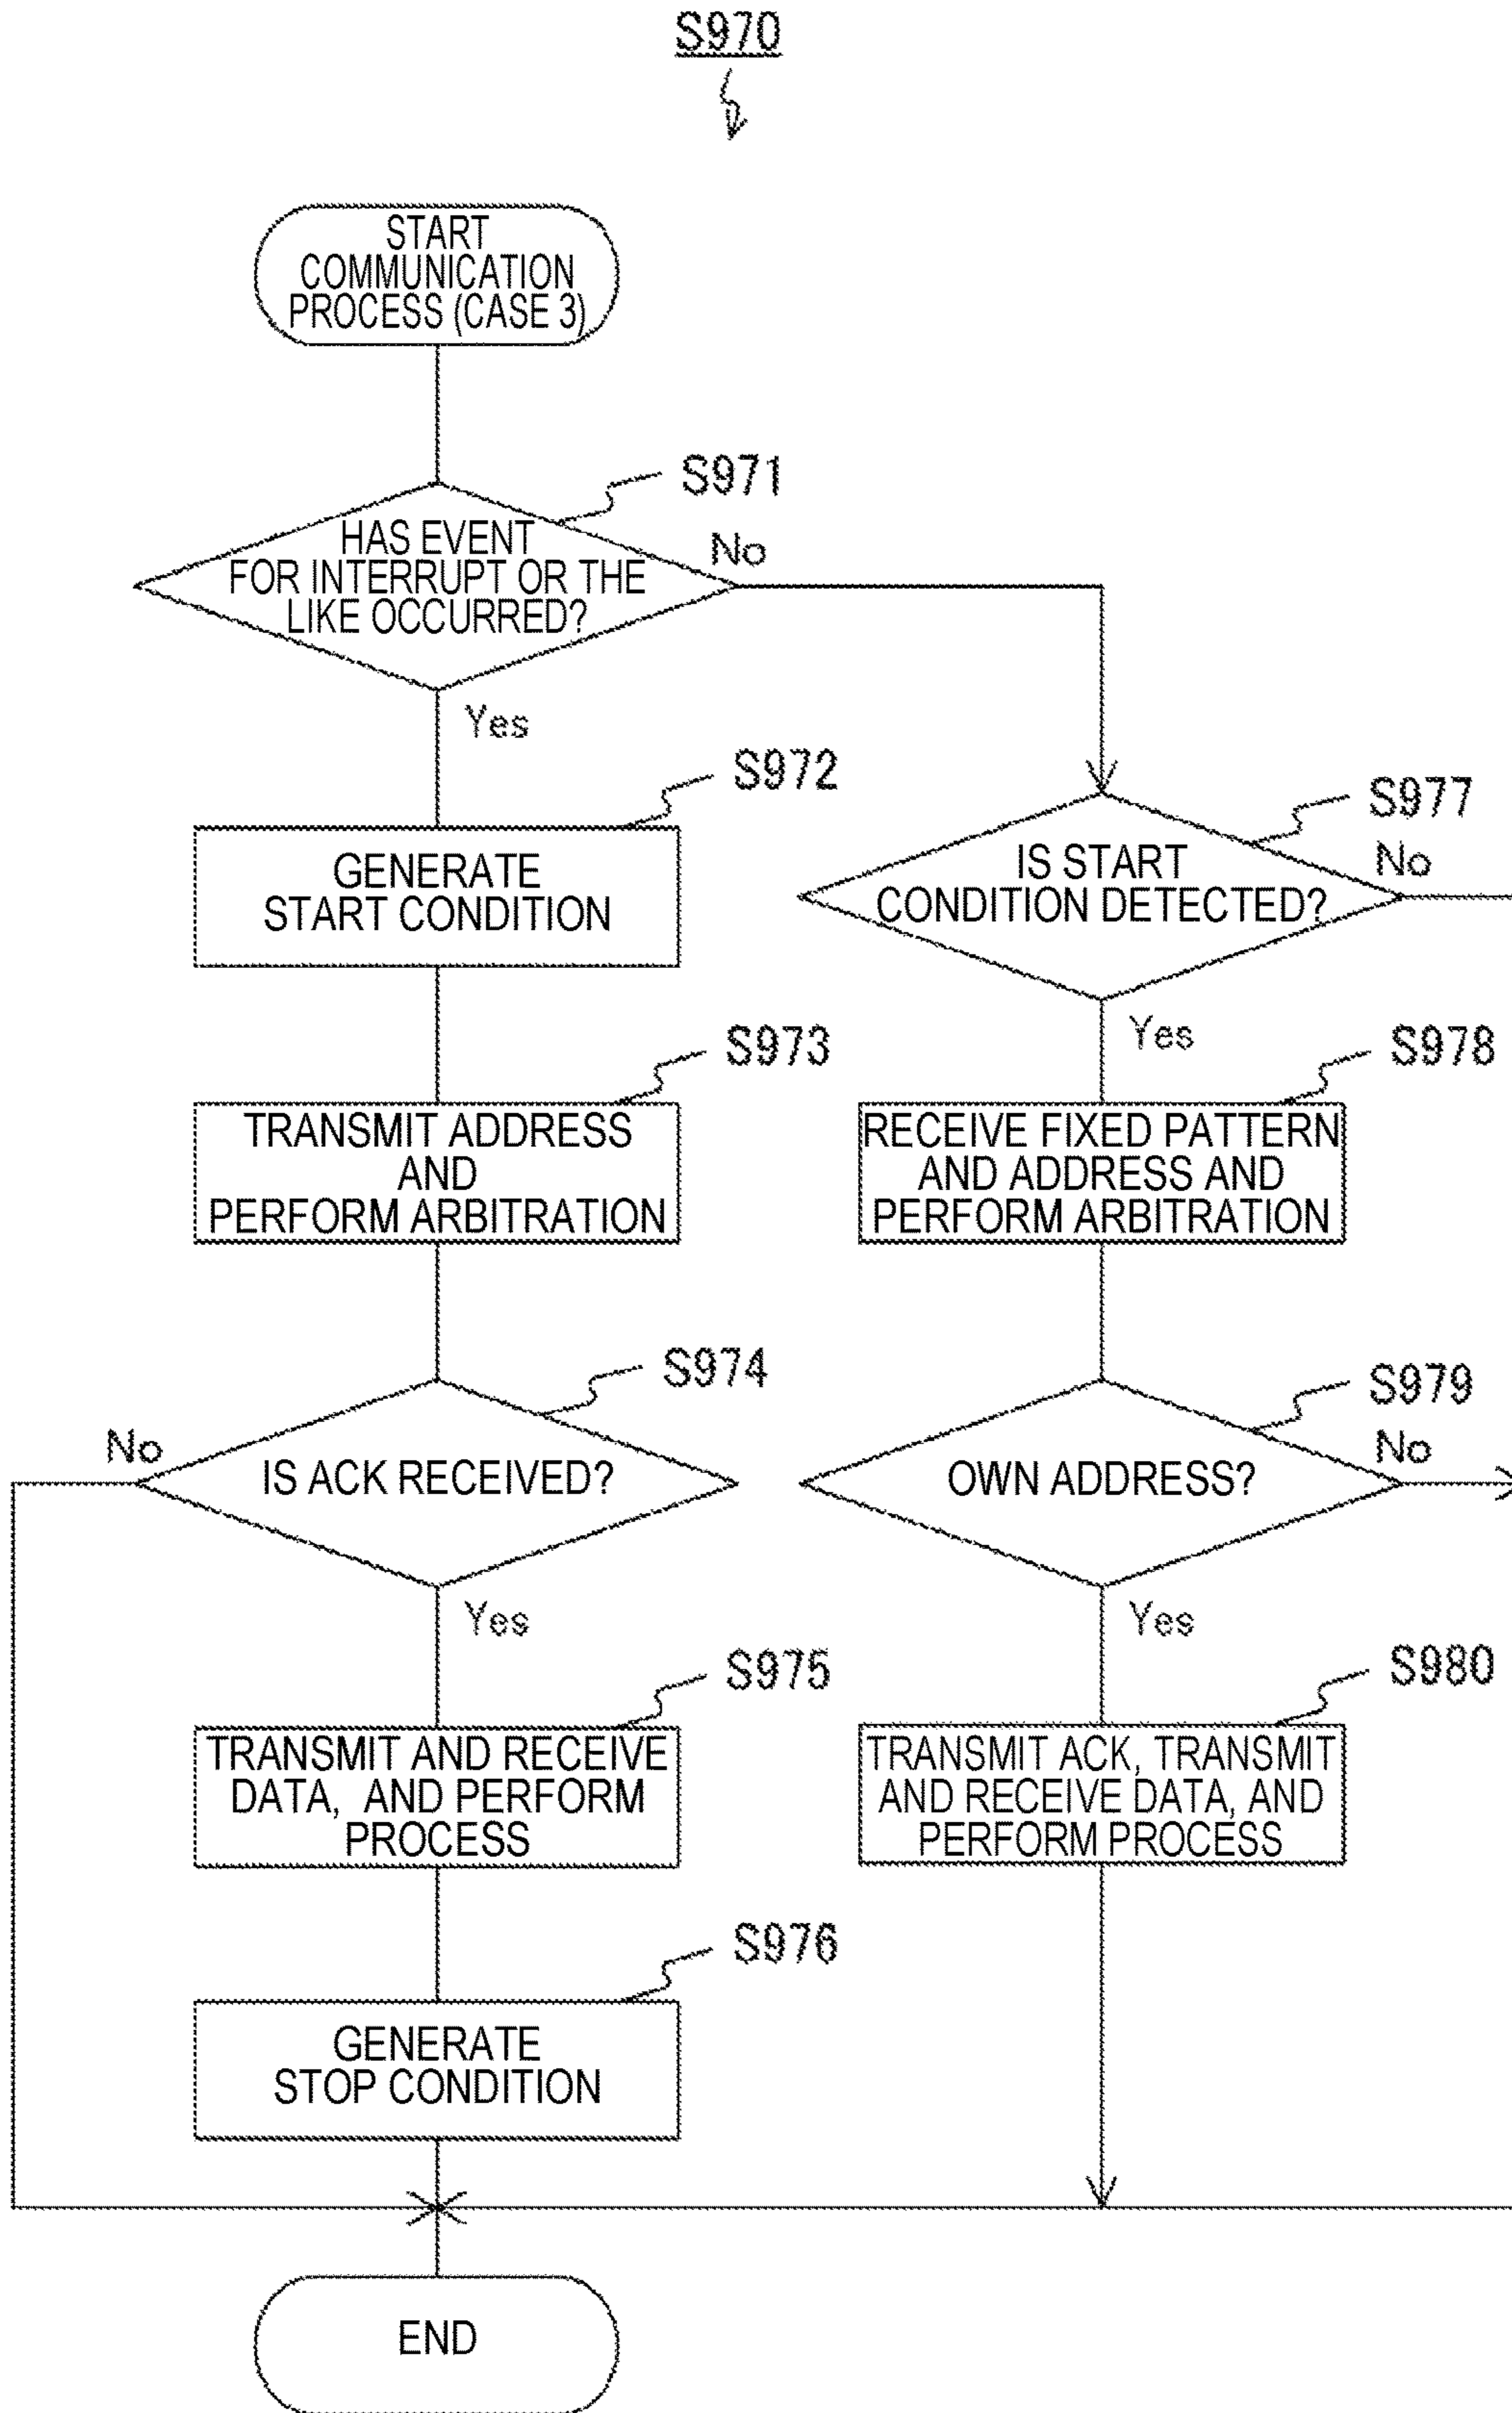 S970
START
COMMUNICATION
PROCESS (CASE 3)
S971
HAS EVENT
FOR INTERRUPT OR THE
LIKE OCCURRED?
No
Yes
S972
GENERATE
START CONDITION
S973
TRANSMIT ADDRESS
AND
PERFORM ARBITRATION
S974
No
IS ACK RECEIVED?
Yes
S975
TRANSMIT AND RECEIVE
DATA, AND PERFORM
PROCESS
S976
GENERATE
STOP CONDITION
S977
IS START
CONDITION DETECTED?
No
Yes
S978
RECEIVE FIXED PATTERN
AND ADDRESS AND
PERFORM ARBITRATION
S979
OWN ADDRESS?
No
Yes
S980
TRANSMIT ACK, TRANSMIT
AND RECEIVE DATA, AND
PERFORM PROCESS
END